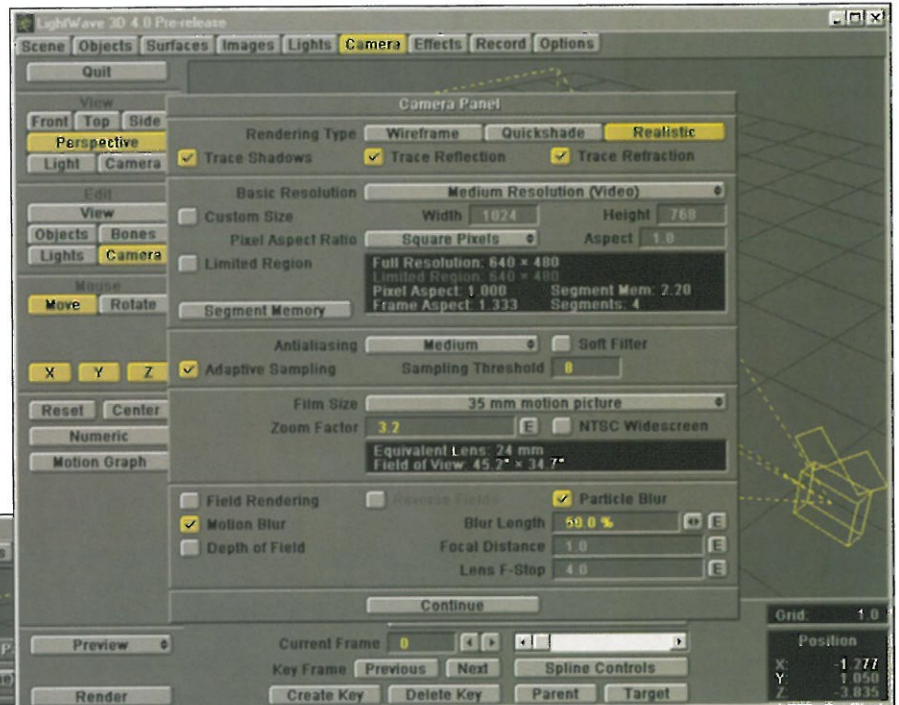 LightWave 3D 4.0 Pre-release
Scene Objects Surfaces Images Lights Camera Effects Record Options
Quit
View
Front Top Side
Perspective
Light Camera
Edit
View
Objects Bones
Lights Camera
Mouse
Move Rotate
X Y Z
Reset Center
Numeric
Motion Graph
Camera Panel
Rendering Type Wireframe Quickshade Realistic
Trace Shadows Trace Reflection Trace Refraction
Basic Resolution Medium Resolution (Video)
Custom Size Width 1024 Height 768
Pixel Aspect Ratio Square Pixels Aspect 1.0
Limited Region
Full Resolution: 640 × 480
Limited Region: 640 × 480
Pixel Aspect: 1.000 Segment Mem: 2.20
Frame Aspect: 1.333 Segments: 4
Segment Memory
Antialiasing Medium Soft Filter
Adaptive Sampling Sampling Threshold 8
Film Size 35 mm motion picture
Zoom Factor 3.2 E NTSC Widescreen
Equivalent Lens: 24 mm
Field of View: 45.2° × 34.7°
Field Rendering Reverse Fields Particle Blur
Motion Blur Blur Length 50.0 % E
Depth of Field Focal Distance 1.0 E
Lens F-Stop 4.0 E
Continue
Preview Current Frame 0
Key Frame Previous Next Spline Controls
Render Create Key Delete Key Parent Target
Grid: 1.0
Position
X: -1.277
Y: 1.050
Z: -3.835